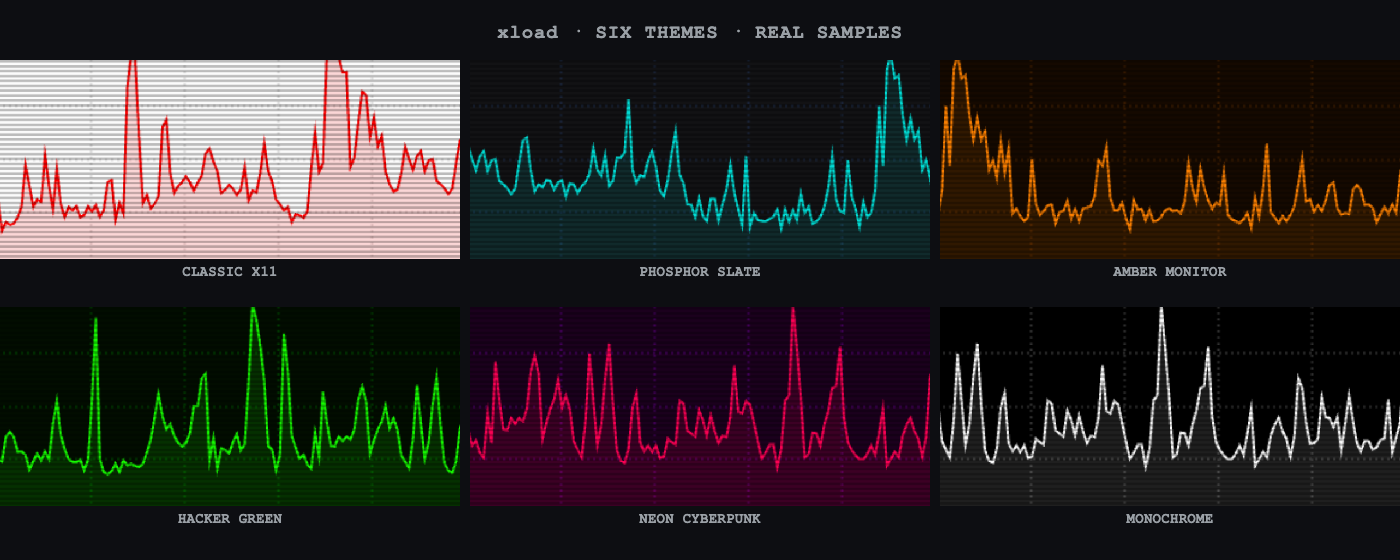 xload · SIX THEMES · REAL SAMPLES
CLASSIC X11
PHOSPHOR SLATE
AMBER MONITOR
HACKER GREEN
NEON CYBERPUNK
MONOCHROME